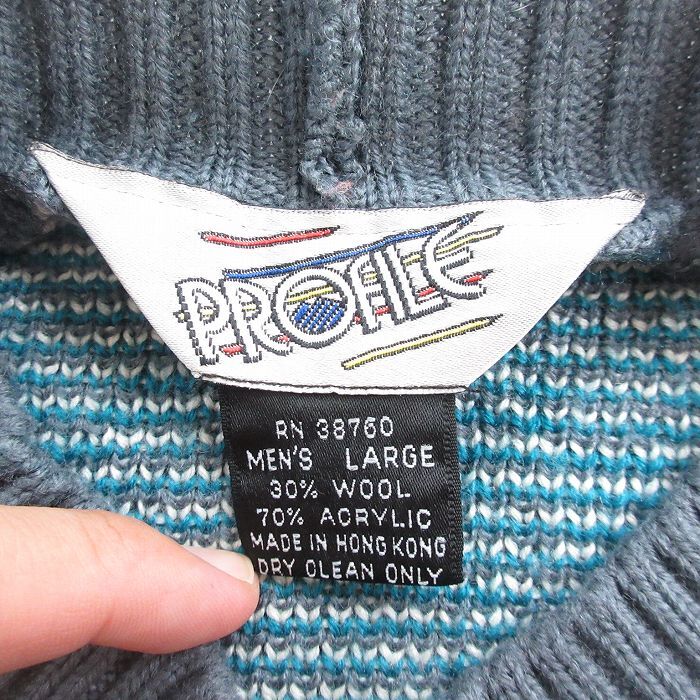 PROFILE
RN 38760
MEN'S LARGE
30% WOOL
70% ACRYLIC
MADE IN HONG KONG
DRY CLEAN ONLY